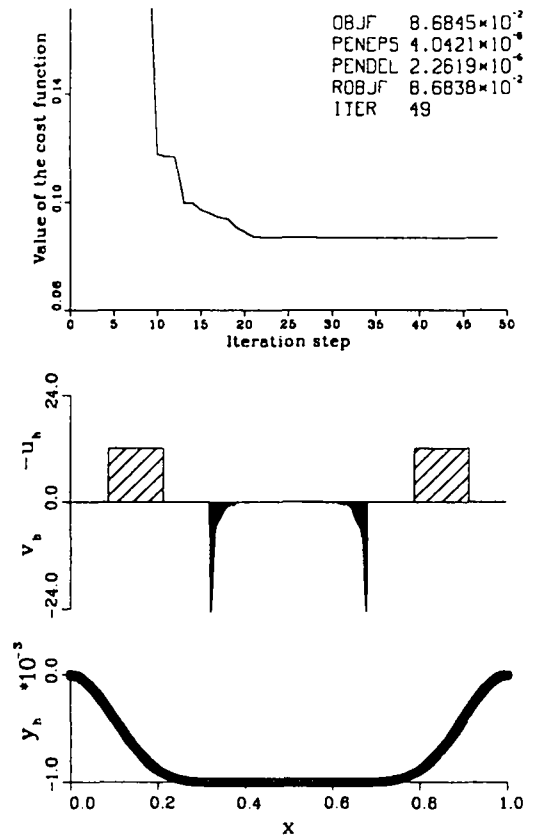 OBJF 8.6845×10⁻²
PENEPS 4.0421×10⁻⁸
PENDEL 2.2619×10⁻⁶
ROBJF 8.6838×10⁻²
ITER 49
Value of the cost function
0.14
0.10
0.06
0 5 10 15 20 25 30 35 40 45 50
Iteration step
24.0
0.0
-24.0
-u_h
v_h
0.0
-1.0
y_h *10⁻³
0.0 0.2 0.4 0.6 0.8 1.0
x